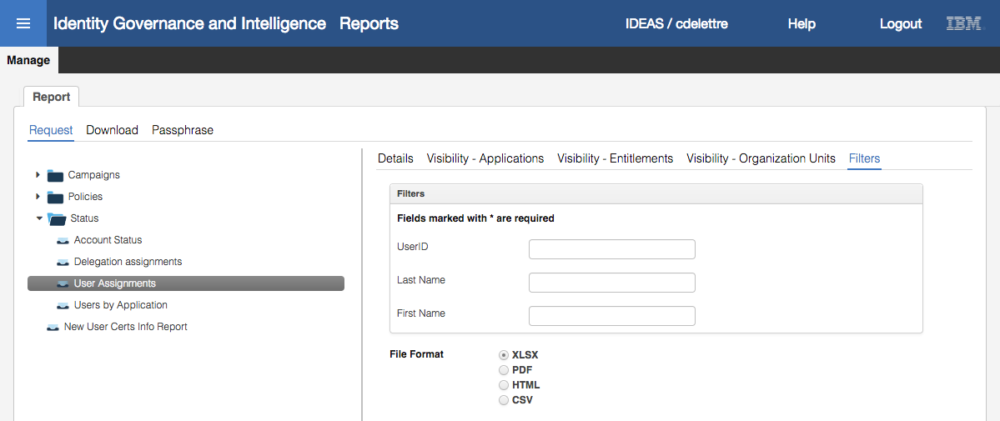 Identity Governance and Intelligence Reports IDEAS / cdelettre Help Logout IBM
Manage
Report
Request Download Passphrase
Details Visibility - Applications Visibility - Entitlements Visibility - Organization Units Filters
Campaigns
Policies
Status
Account Status
Delegation assignments
User Assignments
Users by Application
New User Certs Info Report
Filters
Fields marked with * are required
UserID
Last Name
First Name
File Format
XLSX
PDF
HTML
CSV